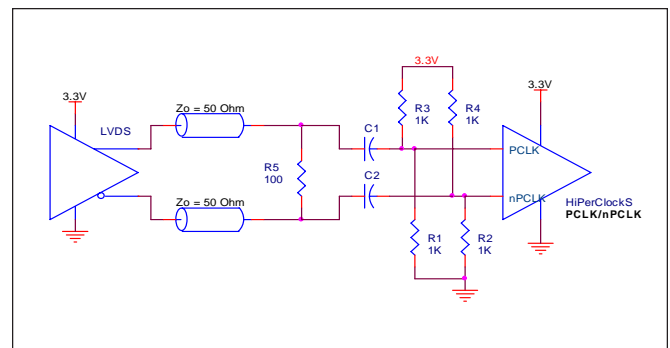 3.3V
3.3V
3.3V
Zo = 50 Ohm
LVDS
R3
1K
R4
1K
C1
PCLK
R5
100
C2
nPCLK
Zo = 50 Ohm
HiPerClockS
PCLK/nPCLK
R1
1K
R2
1K